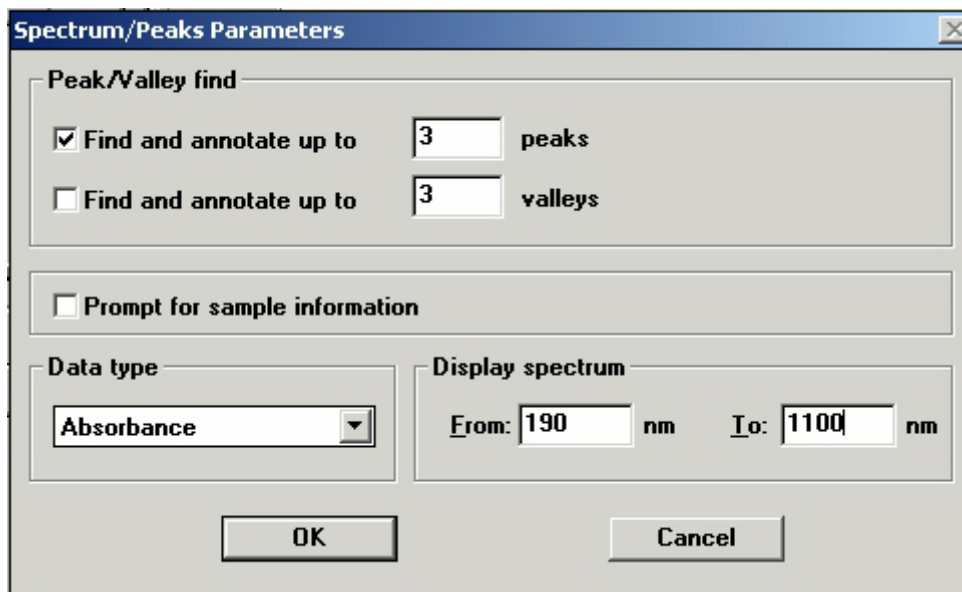 Spectrum/Peaks Parameters
Peak/Valley find
Find and annotate up to 3 peaks
Find and annotate up to 3 valleys
Prompt for sample information
Data type
Absorbance
Display spectrum
From: 190 nm To: 1100 nm
OK Cancel